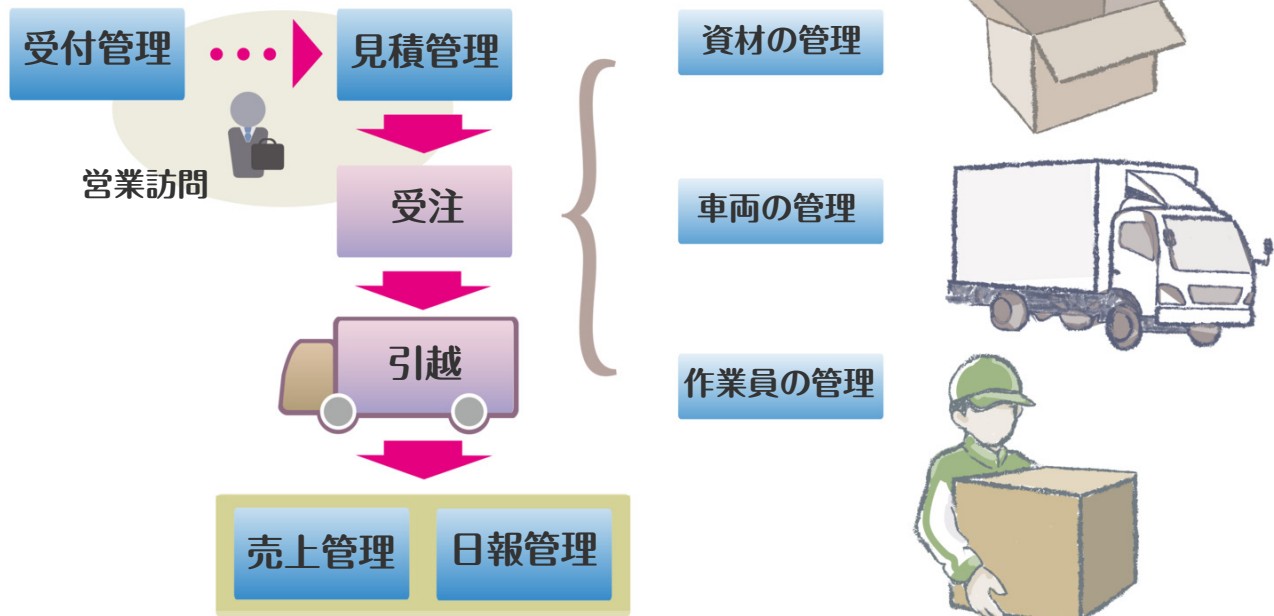 受付管理
見積管理
営業訪問
受注
引越
売上管理
日報管理
資材の管理
車両の管理
作業員の管理